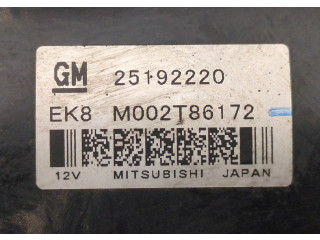 GM 25192220
EK8 M002T86172
12V MITSUBISHI JAPAN